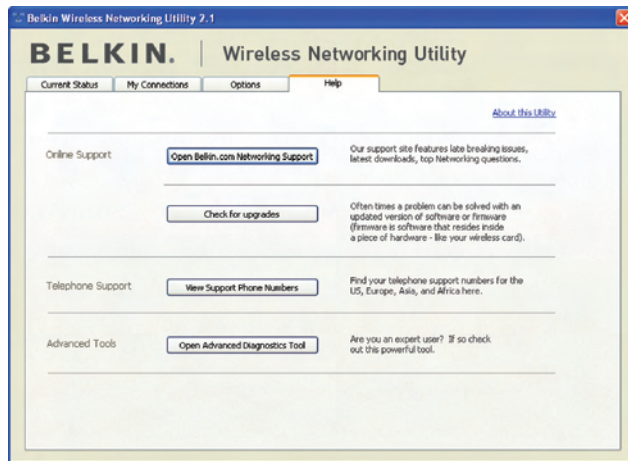 Belkin Wireless Networking Utility 2.1
BELKIN. | Wireless Networking Utility
Current Status My Connections Options Help
About this Utility
Online Support
Open Belkin.com Networking Support
Our support site features late breaking issues,
latest downloads, top Networking questions.
Check for upgrades
Often times a problem can be solved with an
updated version of software or firmware
(firmware is software that resides inside
a piece of hardware - like your wireless card).
Telephone Support
View Support Phone Numbers
Find your telephone support numbers for the
US, Europe, Asia, and Africa here.
Advanced Tools
Open Advanced Diagnostics Tool
Are you an expert user? If so check
out this powerful tool.